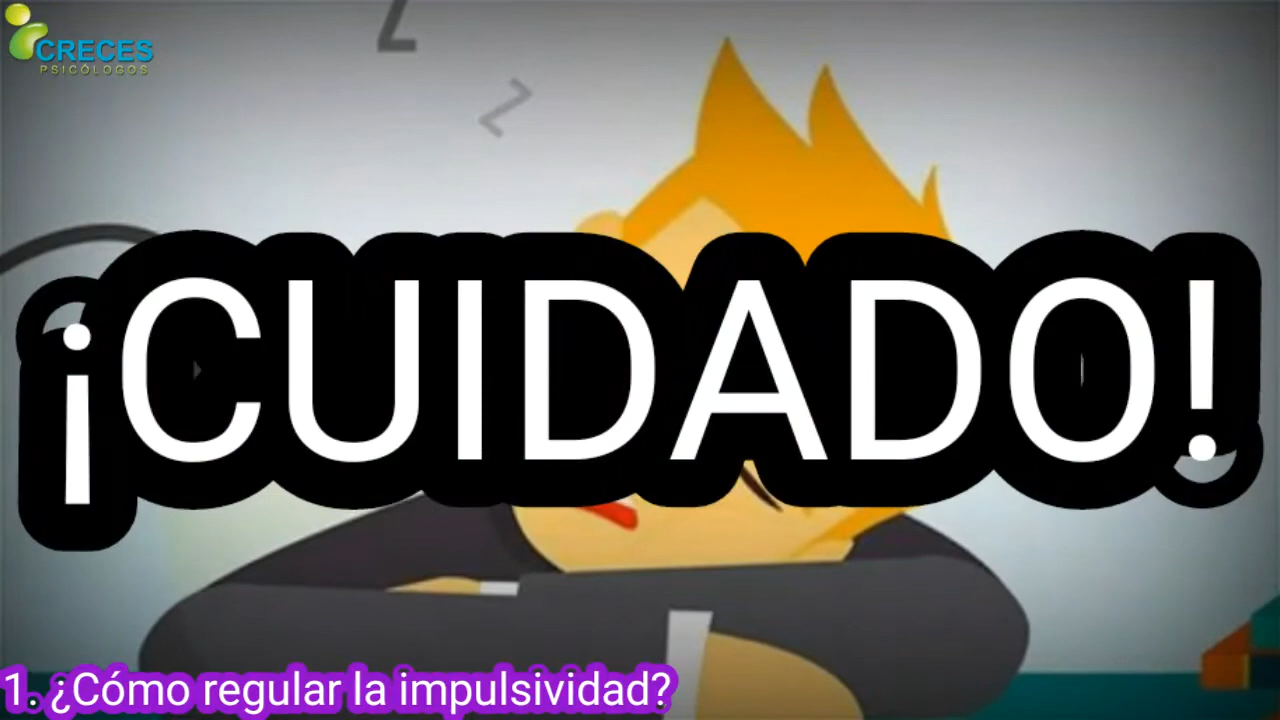 Z
Z
CRECES
PSICÓLOGOS
¡CUIDADO!
1. ¿Cómo regular la impulsividad?